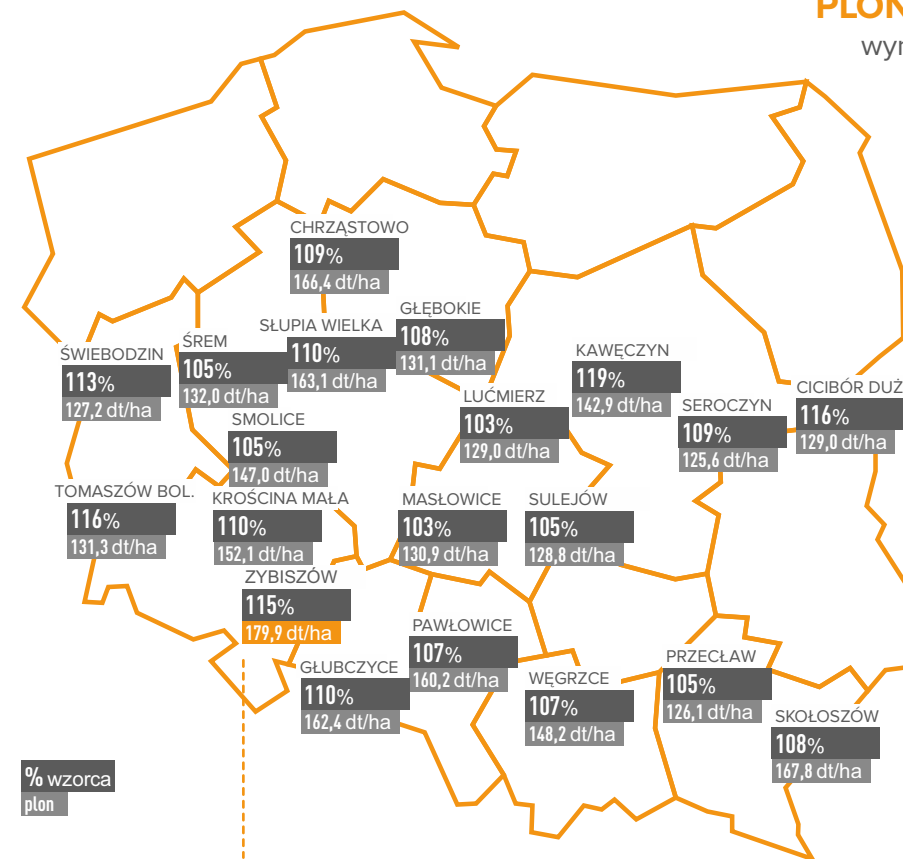 PLON
wyn
CHRZĄSTOWO
109%
166,4 dt/ha
GŁĘBOKIE
108%
131,1 dt/ha
SŁUPIA WIELKA
110%
163,1 dt/ha
ŚREM
105%
132,0 dt/ha
ŚWIEBODZIN
113%
127,2 dt/ha
KAWĘCZYN
119%
142,9 dt/ha
CICIBÓR DUŻ
116%
129,0 dt/ha
SEROCZYN
109%
125,6 dt/ha
LUĆMIERZ
103%
129,0 dt/ha
SMOLICE
105%
147,0 dt/ha
TOMASZÓW BOL.
116%
131,3 dt/ha
KROŚCINA MAŁA
110%
152,1 dt/ha
MASŁOWICE
103%
130,9 dt/ha
SULEJÓW
105%
128,8 dt/ha
ZYBISZÓW
115%
179,9 dt/ha
PAWŁOWICE
107%
160,2 dt/ha
GŁUBCZYCE
110%
162,4 dt/ha
WĘGRZCE
107%
148,2 dt/ha
PRZECŁAW
105%
126,1 dt/ha
SKOŁOSZÓW
108%
167,8 dt/ha
% wzorca
plon